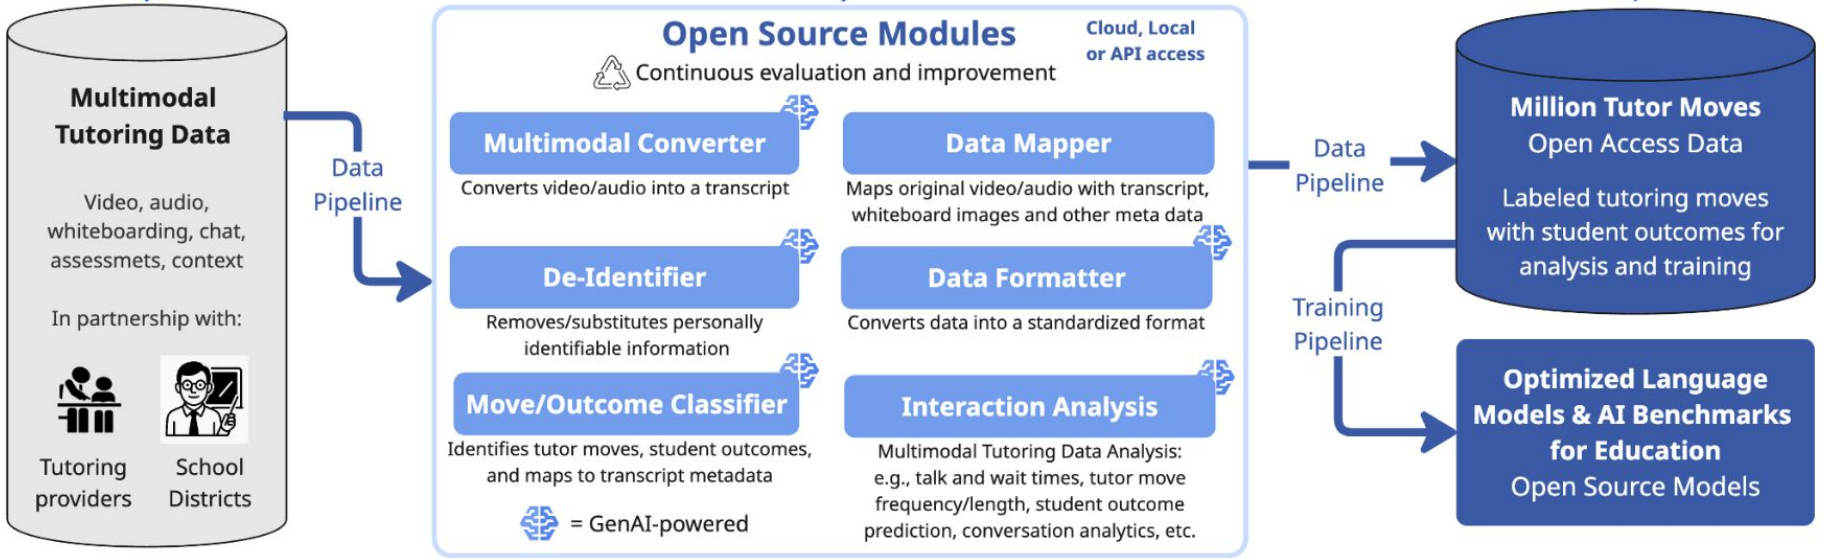 Multimodal
Tutoring Data
Video, audio,
whiteboarding, chat,
assessmets, context
In partnership with:
Tutoring
providers
School
Districts
Data
Pipeline
Open Source Modules
Cloud, Local
or API access
Continuous evaluation and improvement
Multimodal Converter
Converts video/audio into a transcript
Data Mapper
Maps original video/audio with transcript,
whiteboard images and other meta data
De-Identifier
Removes/substitutes personally
identifiable information
Data Formatter
Converts data into a standardized format
Move/Outcome Classifier
Identifies tutor moves, student outcomes,
and maps to transcript metadata
Interaction Analysis
Multimodal Tutoring Data Analysis:
e.g., talk and wait times, tutor move
frequency/length, student outcome
prediction, conversation analytics, etc.
= GenAI-powered
Data
Pipeline
Million Tutor Moves
Open Access Data
Labeled tutoring moves
with student outcomes for
analysis and training
Training
Pipeline
Optimized Language
Models & AI Benchmarks
for Education
Open Source Models